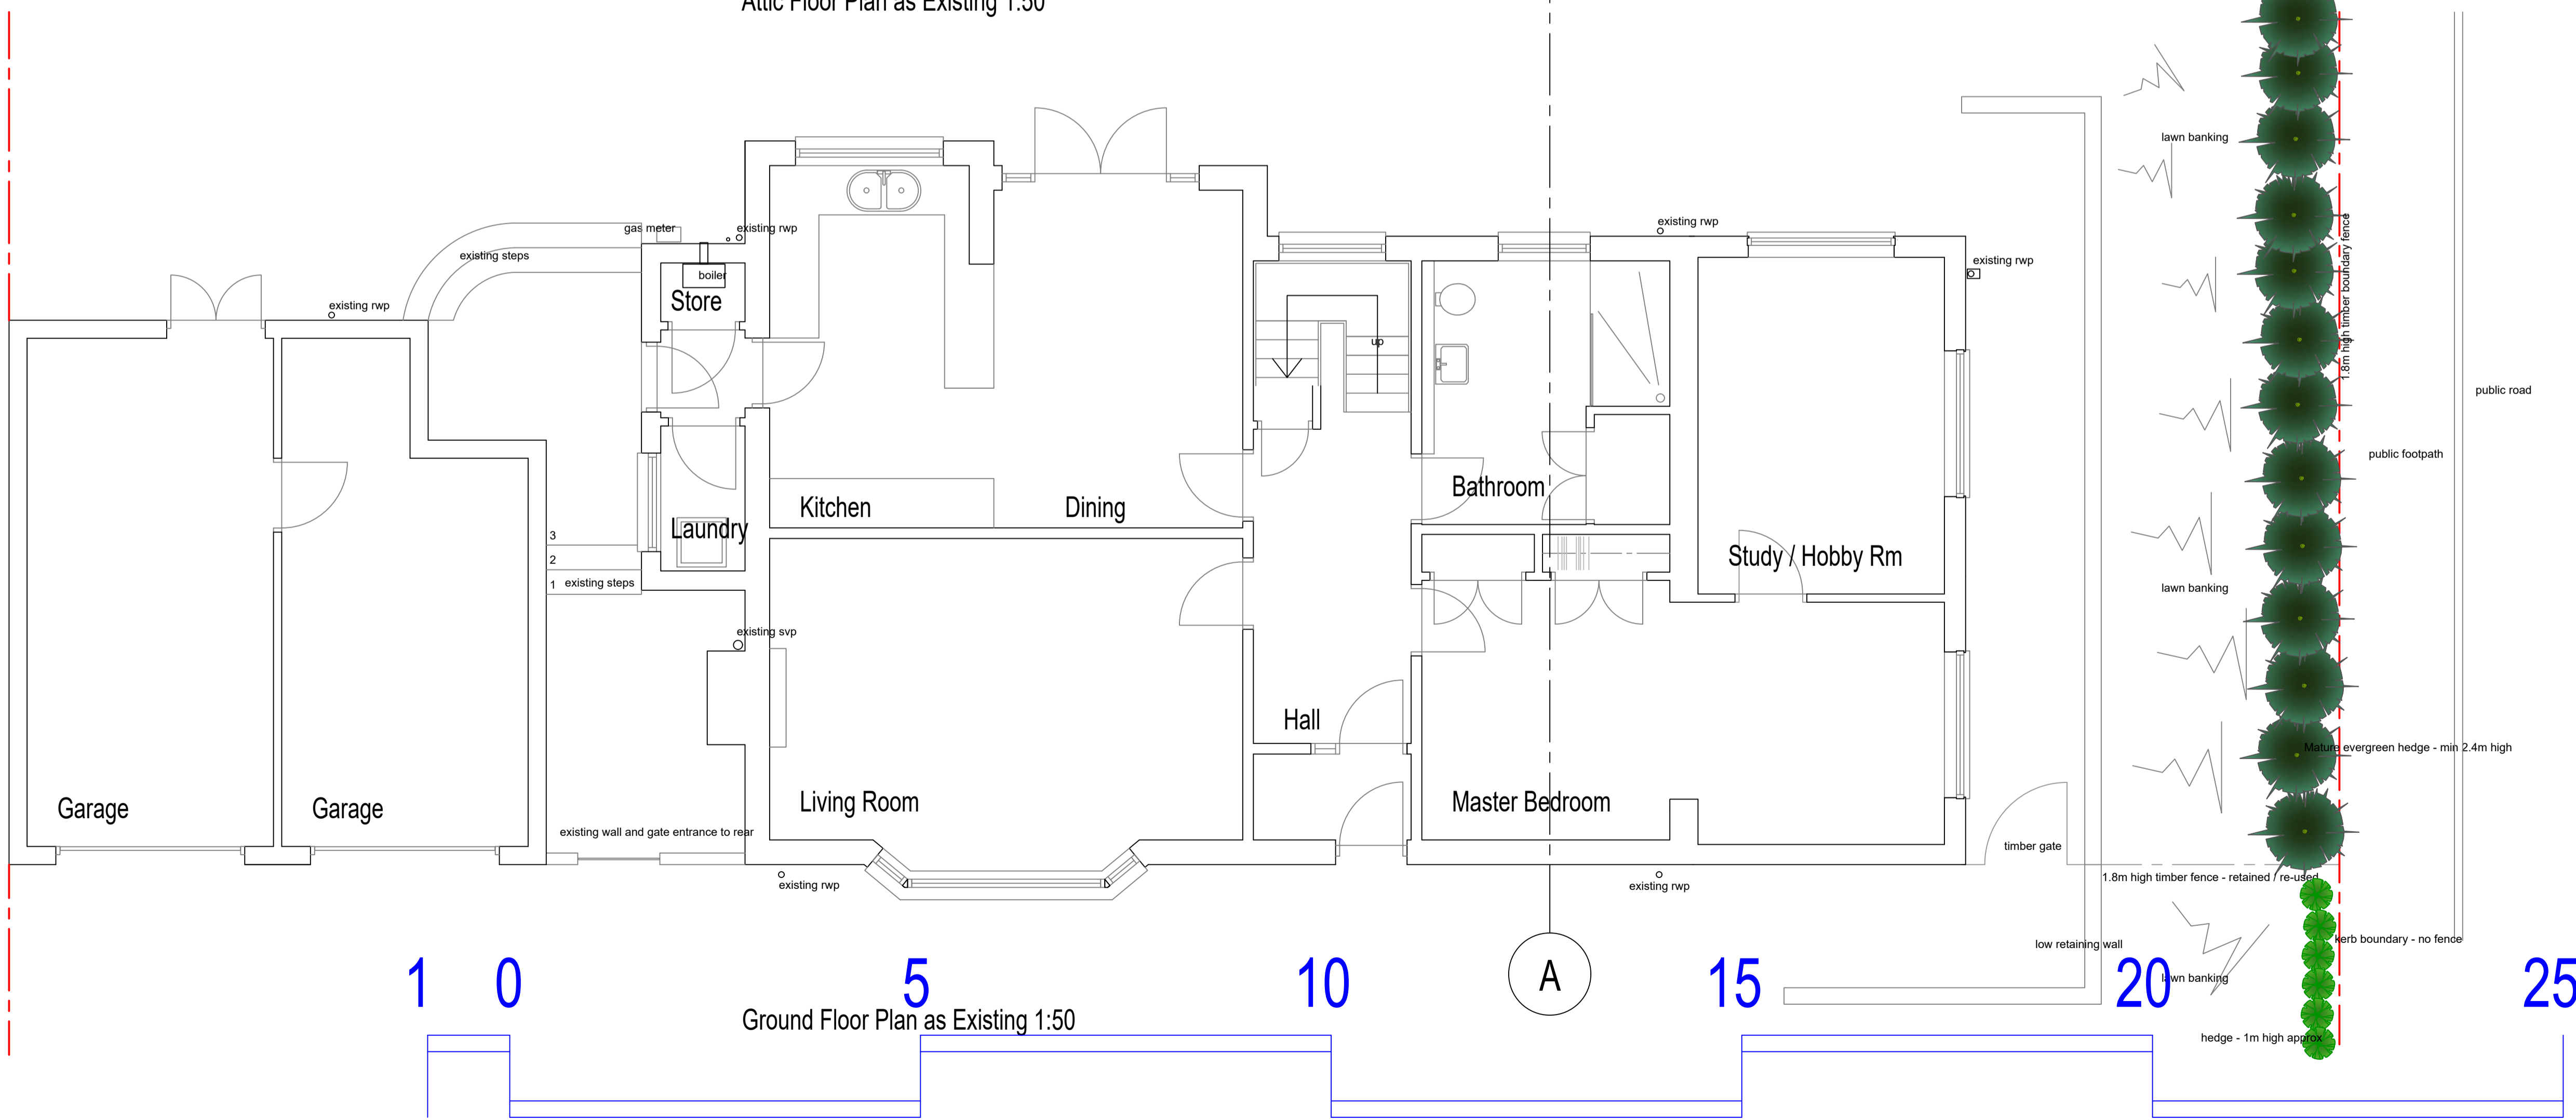 Attic Floor Plan as Existing 1:50
lawn banking
1.8m high timber boundary fence
existing rwp
gas meter
existing rwp
existing steps
existing rwp
boiler
Store
existing rwp
up
public road
public footpath
Bathroom
Kitchen
Dining
Laundry
3
2
1
existing steps
Study / Hobby Rm
lawn banking
existing svp
Hall
Mature evergreen hedge - min 2.4m high
Garage
Garage
Living Room
Master Bedroom
existing wall and gate entrance to rear
timber gate
existing rwp
existing rwp
1.8m high timber fence - retained / re-used
kerb boundary - no fence
low retaining wall
lawn banking
A
1 0 5 10 15 20 25
Ground Floor Plan as Existing 1:50
hedge - 1m high approx